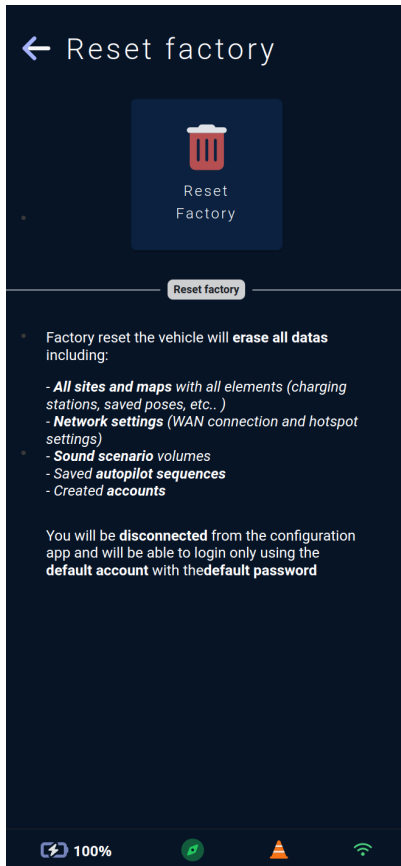 Reset factory
Reset
Factory
Reset factory
Factory reset the vehicle will erase all datas
including:
- All sites and maps with all elements (charging
stations, saved poses, etc.. )
- Network settings (WAN connection and hotspot
settings)
- Sound scenario volumes
- Saved autopilot sequences
- Created accounts
You will be disconnected from the configuration
app and will be able to login only using the
default account with thedefault password
100%